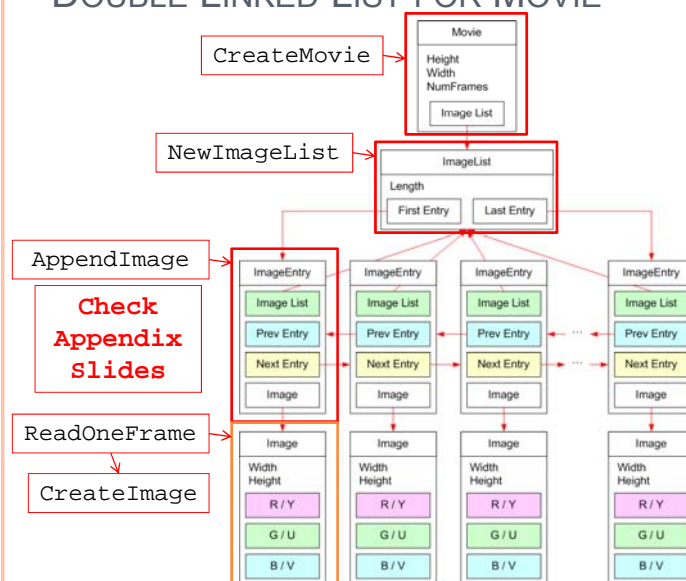 DOUBLE LINKED LIST FOR MOVIE
CreateMovie
Movie
Height
Width
NumFrames
Image List
NewImageList
ImageList
Length
First Entry Last Entry
AppendImage
ImageEntry ImageEntry ImageEntry ImageEntry
Check
Appendix
Slides
Image List Image List Image List Image List
Prev Entry Prev Entry Prev Entry ... Prev Entry
Next Entry Next Entry Next Entry ... Next Entry
Image Image Image Image
ReadOneFrame
CreateImage
Image Image Image Image
Width Width Width Width
Height Height Height Height
R / Y R / Y R / Y R / Y
G / U G / U G / U G / U
B / V B / V B / V B / V